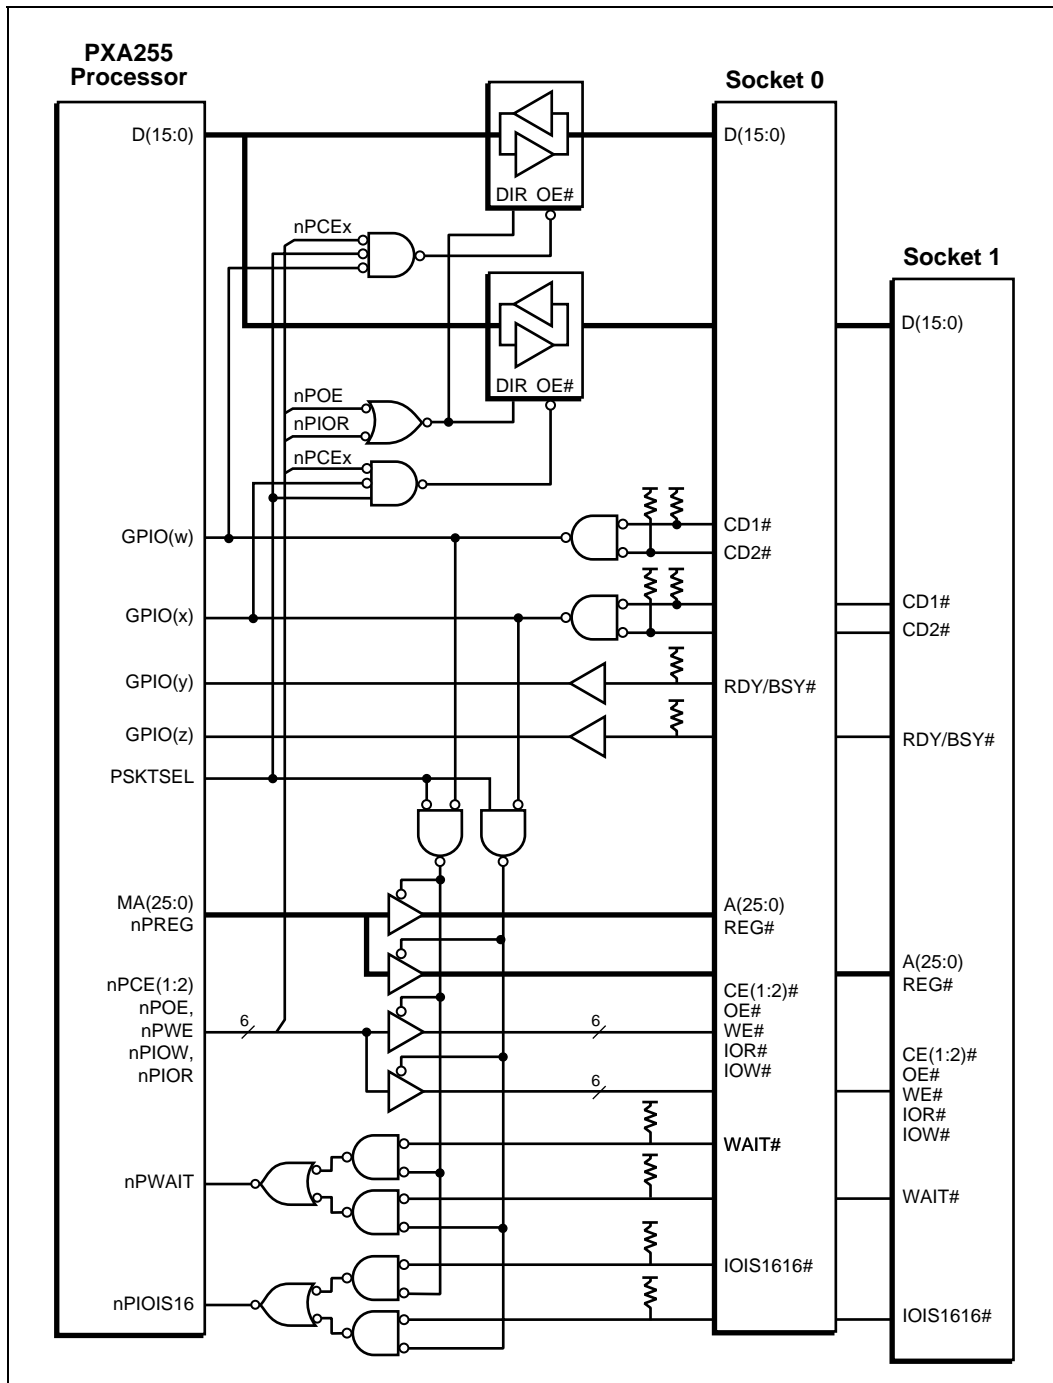 PXA255
Processor
Socket 0
D(15:0)
D(15:0)
DIR OE#
nPCEx
Socket 1
D(15:0)
DIR OE#
nPOE
nPIOR
nPCEx
GPIO(w)
CD1#
CD2#
GPIO(x)
CD1#
CD2#
GPIO(y)
RDY/BSY#
GPIO(z)
RDY/BSY#
PSKTSEL
MA(25:0)
nPREG
A(25:0)
REG#
A(25:0)
REG#
nPCE(1:2)
nPOE,
nPWE
nPIOW,
nPIOR
6
6
6
CE(1:2)#
OE#
WE#
IOR#
IOW#
CE(1:2)#
OE#
WE#
IOR#
IOW#
WAIT#
nPWAIT
WAIT#
IOIS1616#
nPIOIS16
IOIS1616#